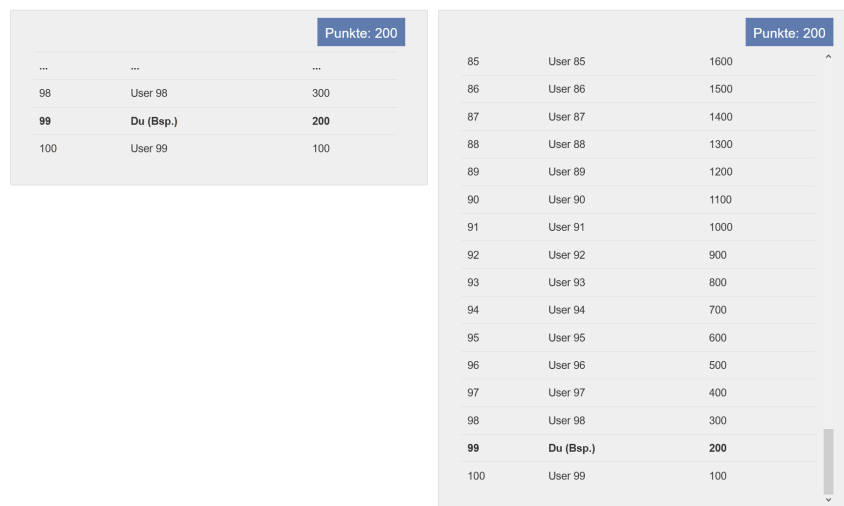 Punkte: 200
... ... ...
98 User 98 300
99 Du (Bsp.) 200
100 User 99 100
Punkte: 200
85 User 85 1600
86 User 86 1500
87 User 87 1400
88 User 88 1300
89 User 89 1200
90 User 90 1100
91 User 91 1000
92 User 92 900
93 User 93 800
94 User 94 700
95 User 95 600
96 User 96 500
97 User 97 400
98 User 98 300
99 Du (Bsp.) 200
100 User 99 100